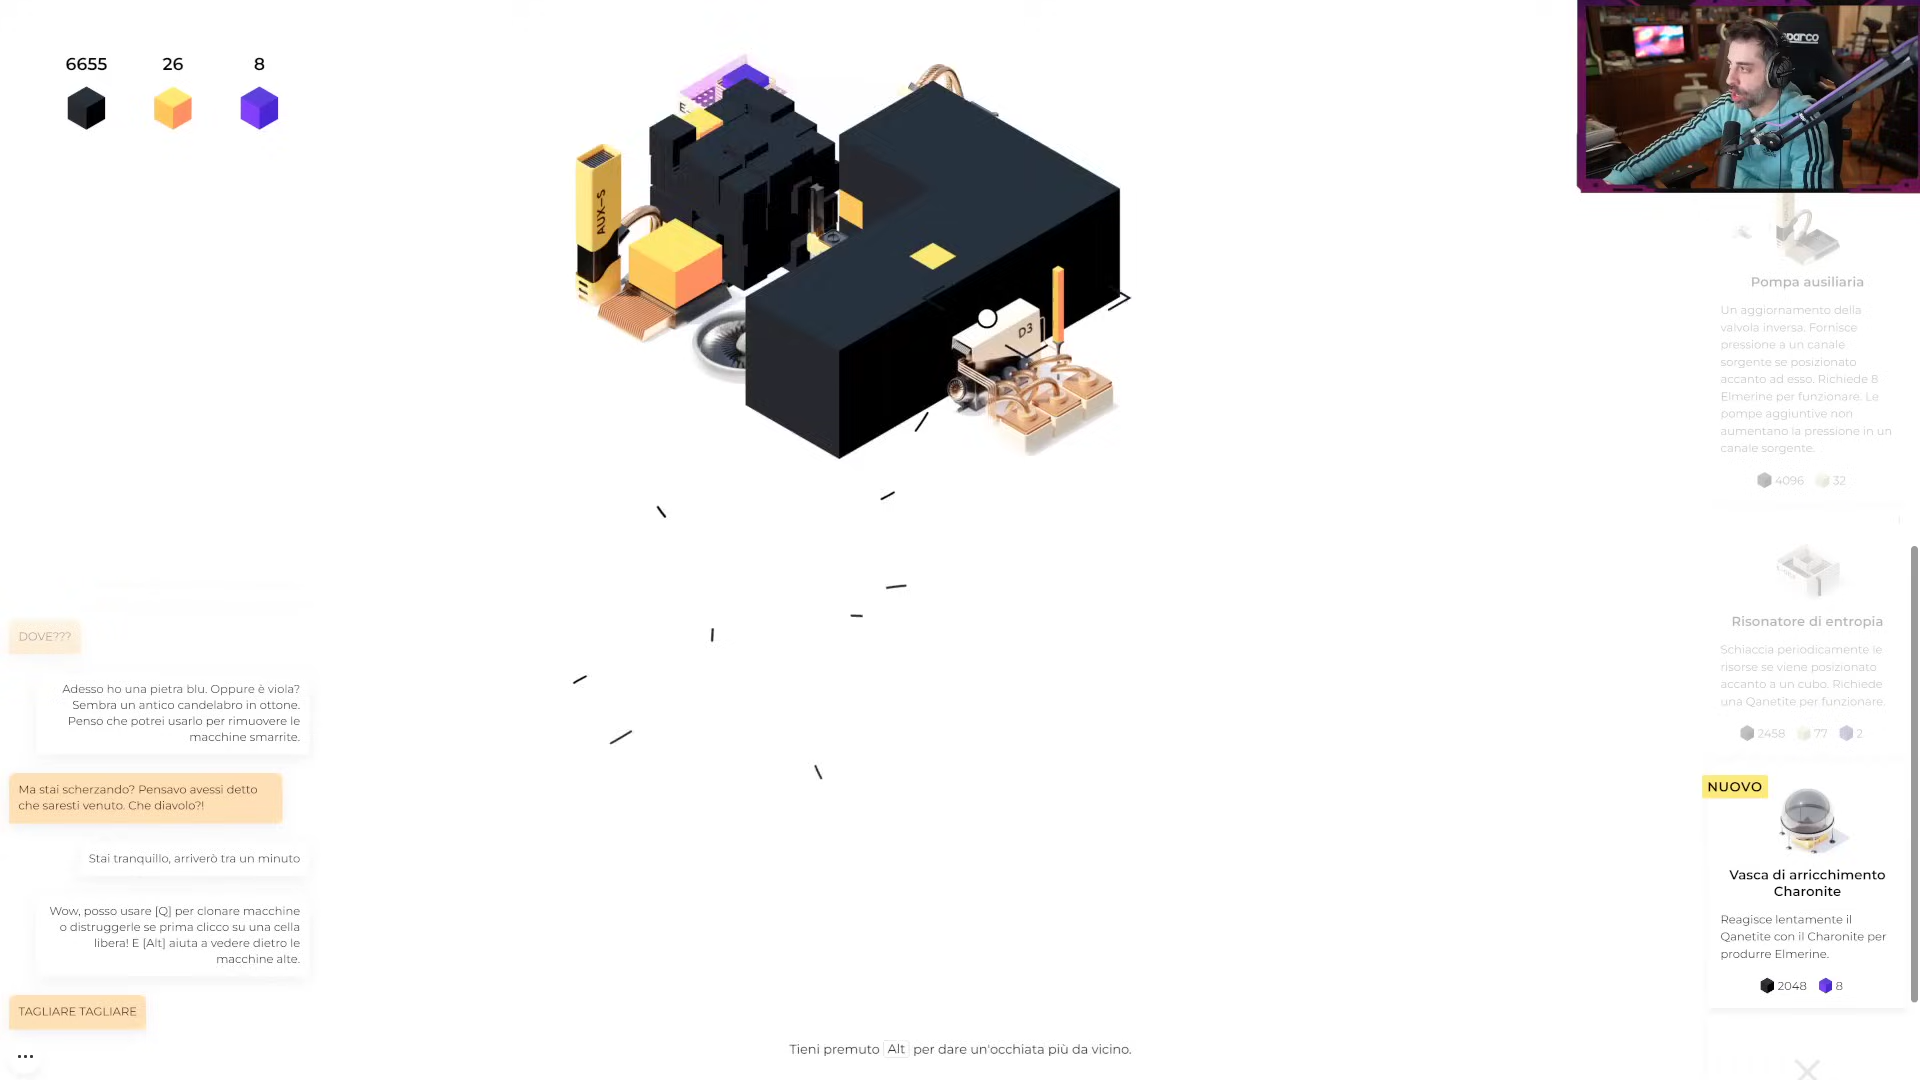 6655
26
8
sparco
AUX-S
D3
Pompa ausiliaria
Un aggiornamento della
valvola inversa. Fornisce
pressione a un canale
sorgente se posizionato
accanto ad esso. Richiede 8
Elmerine per funzionare. Le
pompe aggiuntive non
aumentano la pressione in un
canale sorgente.
4096 32
Risonatore di entropia
Schiaccia periodicamente le
risorse se viene posizionato
accanto a un cubo. Richiede
una Qanetite per funzionare.
2458 77 2
NUOVO
Vasca di arricchimento
Charonite
Reagisce lentamente il
Qanetite con il Charonite per
produrre Elmerine.
2048 8
DOVE???
Adesso ho una pietra blu. Oppure è viola?
Sembra un antico candelabro in ottone.
Penso che potrei usarlo per rimuovere le
macchine smarrite.
Ma stai scherzando? Pensavo avessi detto
che saresti venuto. Che diavolo?!
Stai tranquillo, arriverò tra un minuto
Wow, posso usare [Q] per clonare macchine
o distruggerle se prima clicco su una cella
libera! E [Alt] aiuta a vedere dietro le
macchine alte.
TAGLIARE TAGLIARE
Tieni premuto Alt per dare un'occhiata più da vicino.